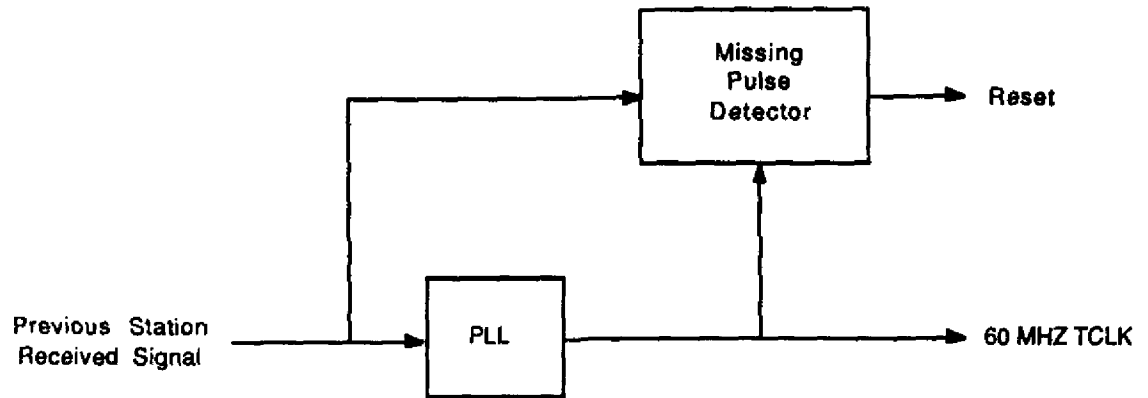 Missing
Pulse
Detector
Reset
Previous Station
Received Signal
PLL
60 MHZ TCLK